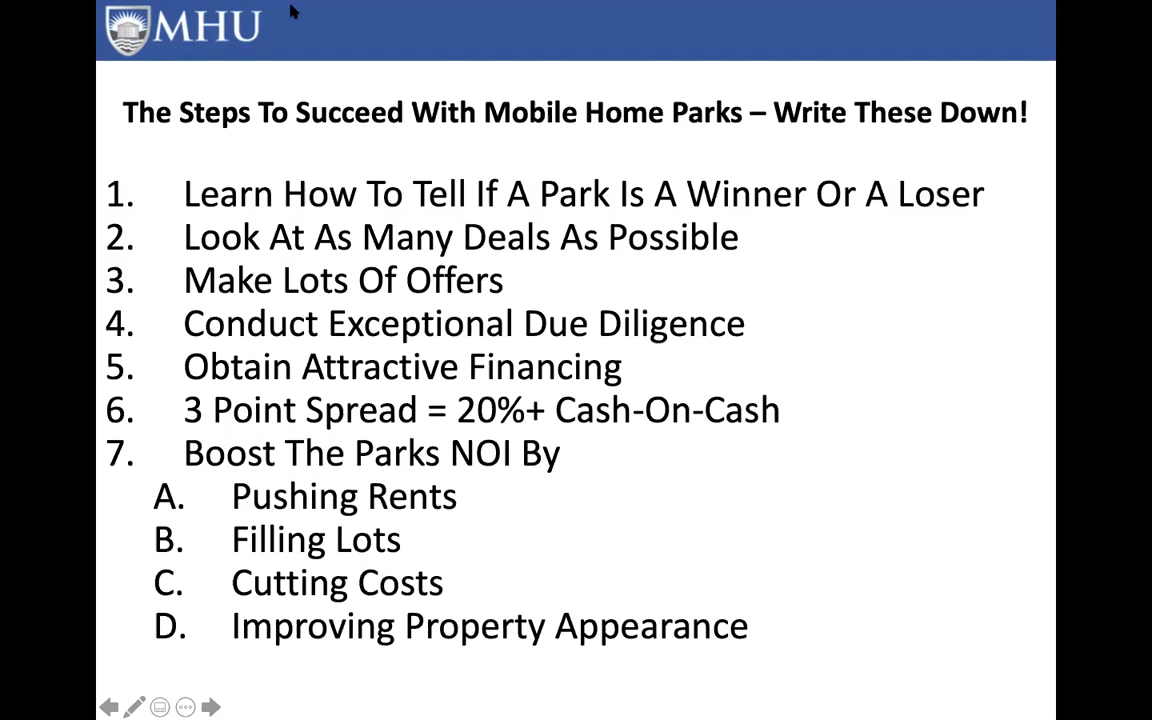 MHU
The Steps To Succeed With Mobile Home Parks – Write These Down!
1. Learn How To Tell If A Park Is A Winner Or A Loser
2. Look At As Many Deals As Possible
3. Make Lots Of Offers
4. Conduct Exceptional Due Diligence
5. Obtain Attractive Financing
6. 3 Point Spread = 20%+ Cash-On-Cash
7. Boost The Parks NOI By
A. Pushing Rents
B. Filling Lots
C. Cutting Costs
D. Improving Property Appearance